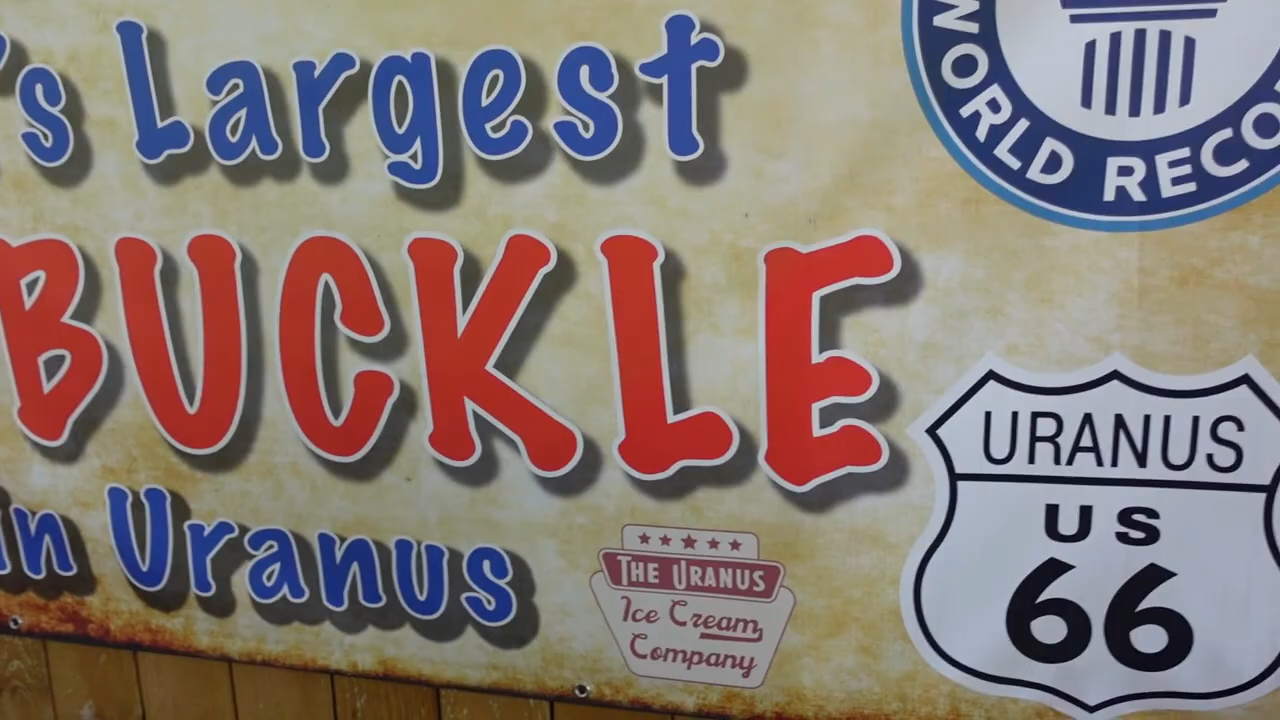 's Largest
BUCKLE
in Uranus
THE URANUS
Ice Cream
Company
WORLD RECO
URANUS
US
66